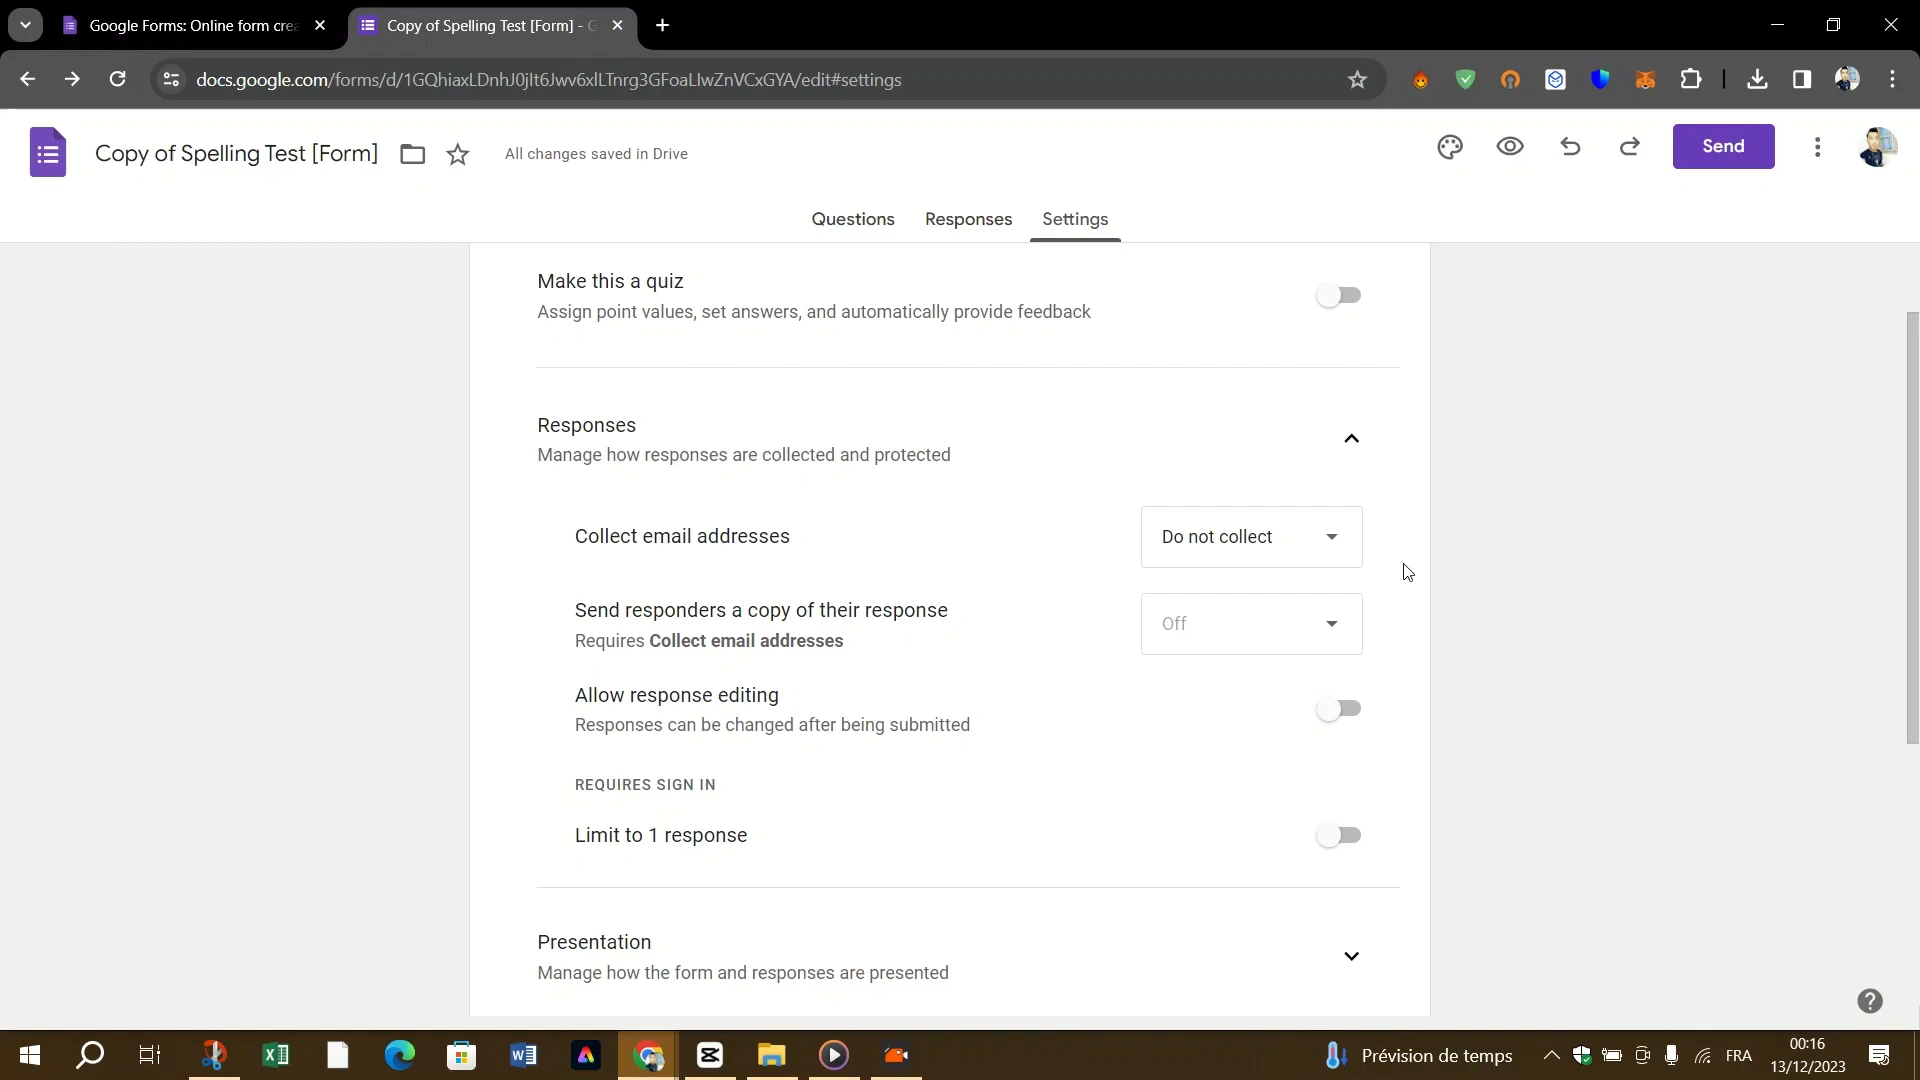 Google Forms: Online form crea
Copy of Spelling Test [Form] - G
docs.google.com/forms/d/1GQhiaxLDnhJ0jIt6Jwv6xlLTnrg3GFoaLIwZnVCxGYA/edit#settings
Copy of Spelling Test [Form]
All changes saved in Drive
Send
Questions
Responses
Settings
Make this a quiz
Assign point values, set answers, and automatically provide feedback
Responses
Manage how responses are collected and protected
Collect email addresses
Do not collect
Send responders a copy of their response
Requires Collect email addresses
Off
Allow response editing
Responses can be changed after being submitted
REQUIRES SIGN IN
Limit to 1 response
Presentation
Manage how the form and responses are presented
Prévision de temps
FRA
00:16
13/12/2023